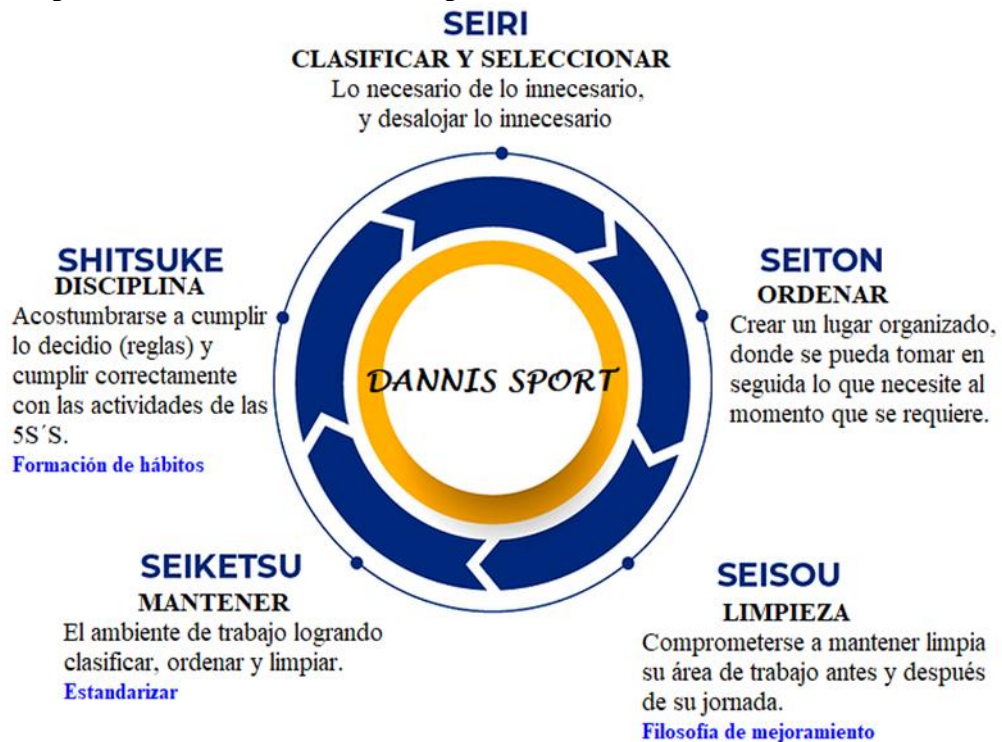 SEIRI
CLASIFICAR Y SELECCIONAR
Lo necesario de lo innecesario,
y desalojar lo innecesario
SEITON
ORDENAR
Crear un lugar organizado,
donde se pueda tomar en
seguida lo que necesite al
momento que se requiere.
SEISOU
LIMPIEZA
Comprometerse a mantener limpia
su área de trabajo antes y después
de su jornada.
Filosofía de mejoramiento
SEIKETSU
MANTENER
El ambiente de trabajo logrando
clasificar, ordenar y limpiar.
Estandarizar
SHITSUKE
DISCIPLINA
Acostumbrarse a cumplir
lo decidio (reglas) y
cumplir correctamente
con las actividades de las
5S´S.
Formación de hábitos
DANNIS SPORT